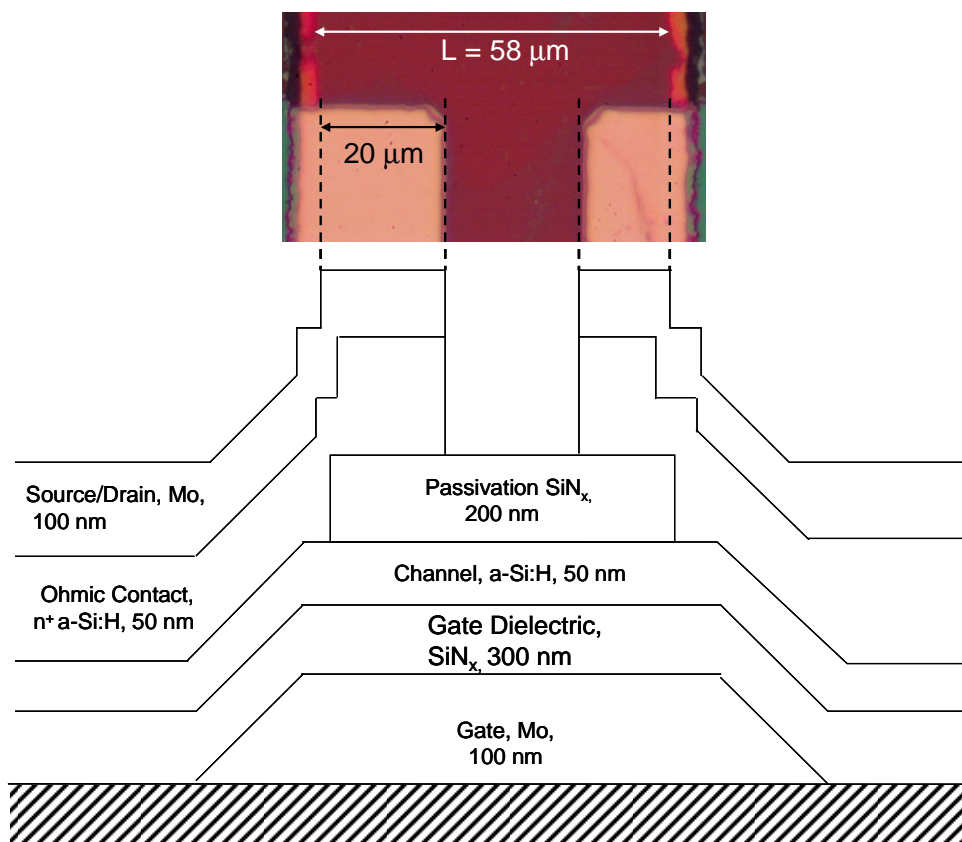 L = 58 μm
20 μm
Source/Drain, Mo,
100 nm
Passivation SiNx,
200 nm
Channel, a-Si:H, 50 nm
Ohmic Contact,
n+ a-Si:H, 50 nm
Gate Dielectric,
SiNx, 300 nm
Gate, Mo,
100 nm